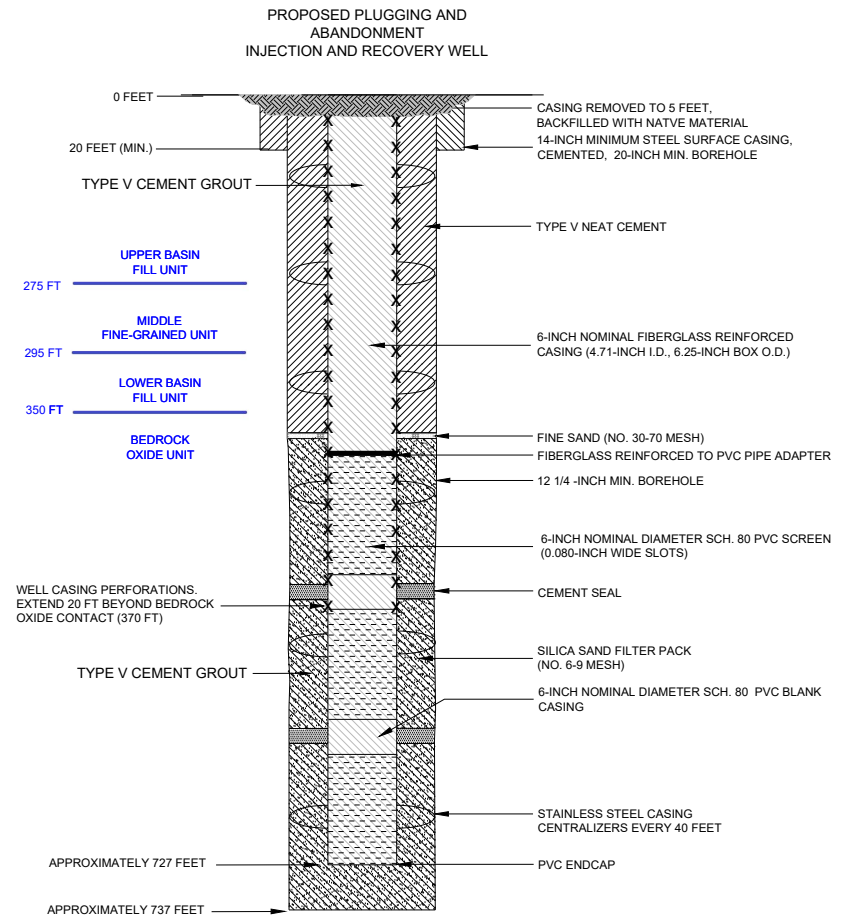 PROPOSED PLUGGING AND
ABANDONMENT
INJECTION AND RECOVERY WELL
0 FEET
CASING REMOVED TO 5 FEET,
BACKFILLED WITH NATVE MATERIAL
20 FEET (MIN.)
14-INCH MINIMUM STEEL SURFACE CASING,
CEMENTED, 20-INCH MIN. BOREHOLE
TYPE V CEMENT GROUT
TYPE V NEAT CEMENT
UPPER BASIN
FILL UNIT
275 FT
MIDDLE
FINE-GRAINED UNIT
295 FT
6-INCH NOMINAL FIBERGLASS REINFORCED
CASING (4.71-INCH I.D., 6.25-INCH BOX O.D.)
LOWER BASIN
FILL UNIT
350 FT
BEDROCK
OXIDE UNIT
FINE SAND (NO. 30-70 MESH)
FIBERGLASS REINFORCED TO PVC PIPE ADAPTER
12 1/4 -INCH MIN. BOREHOLE
6-INCH NOMINAL DIAMETER SCH. 80 PVC SCREEN
(0.080-INCH WIDE SLOTS)
WELL CASING PERFORATIONS.
EXTEND 20 FT BEYOND BEDROCK
OXIDE CONTACT (370 FT)
CEMENT SEAL
SILICA SAND FILTER PACK
(NO. 6-9 MESH)
TYPE V CEMENT GROUT
6-INCH NOMINAL DIAMETER SCH. 80 PVC BLANK
CASING
STAINLESS STEEL CASING
CENTRALIZERS EVERY 40 FEET
APPROXIMATELY 727 FEET
PVC ENDCAP
APPROXIMATELY 737 FEET